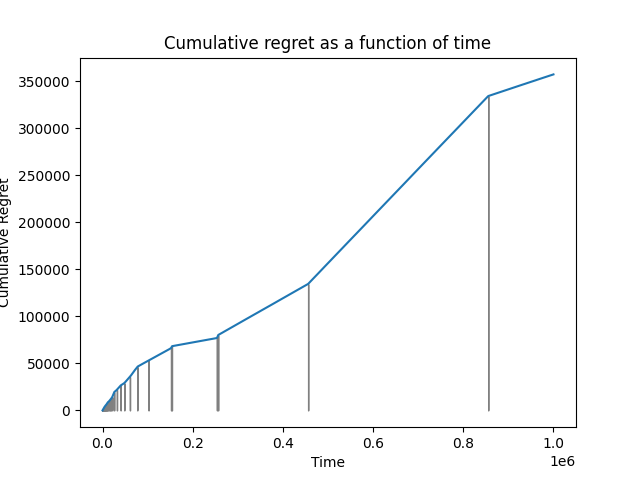 Cumulative regret as a function of time
Cumulative Regret
350000
300000
250000
200000
150000
100000
50000
0
0.0 0.2 0.4 0.6 0.8 1.0
1e6
Time